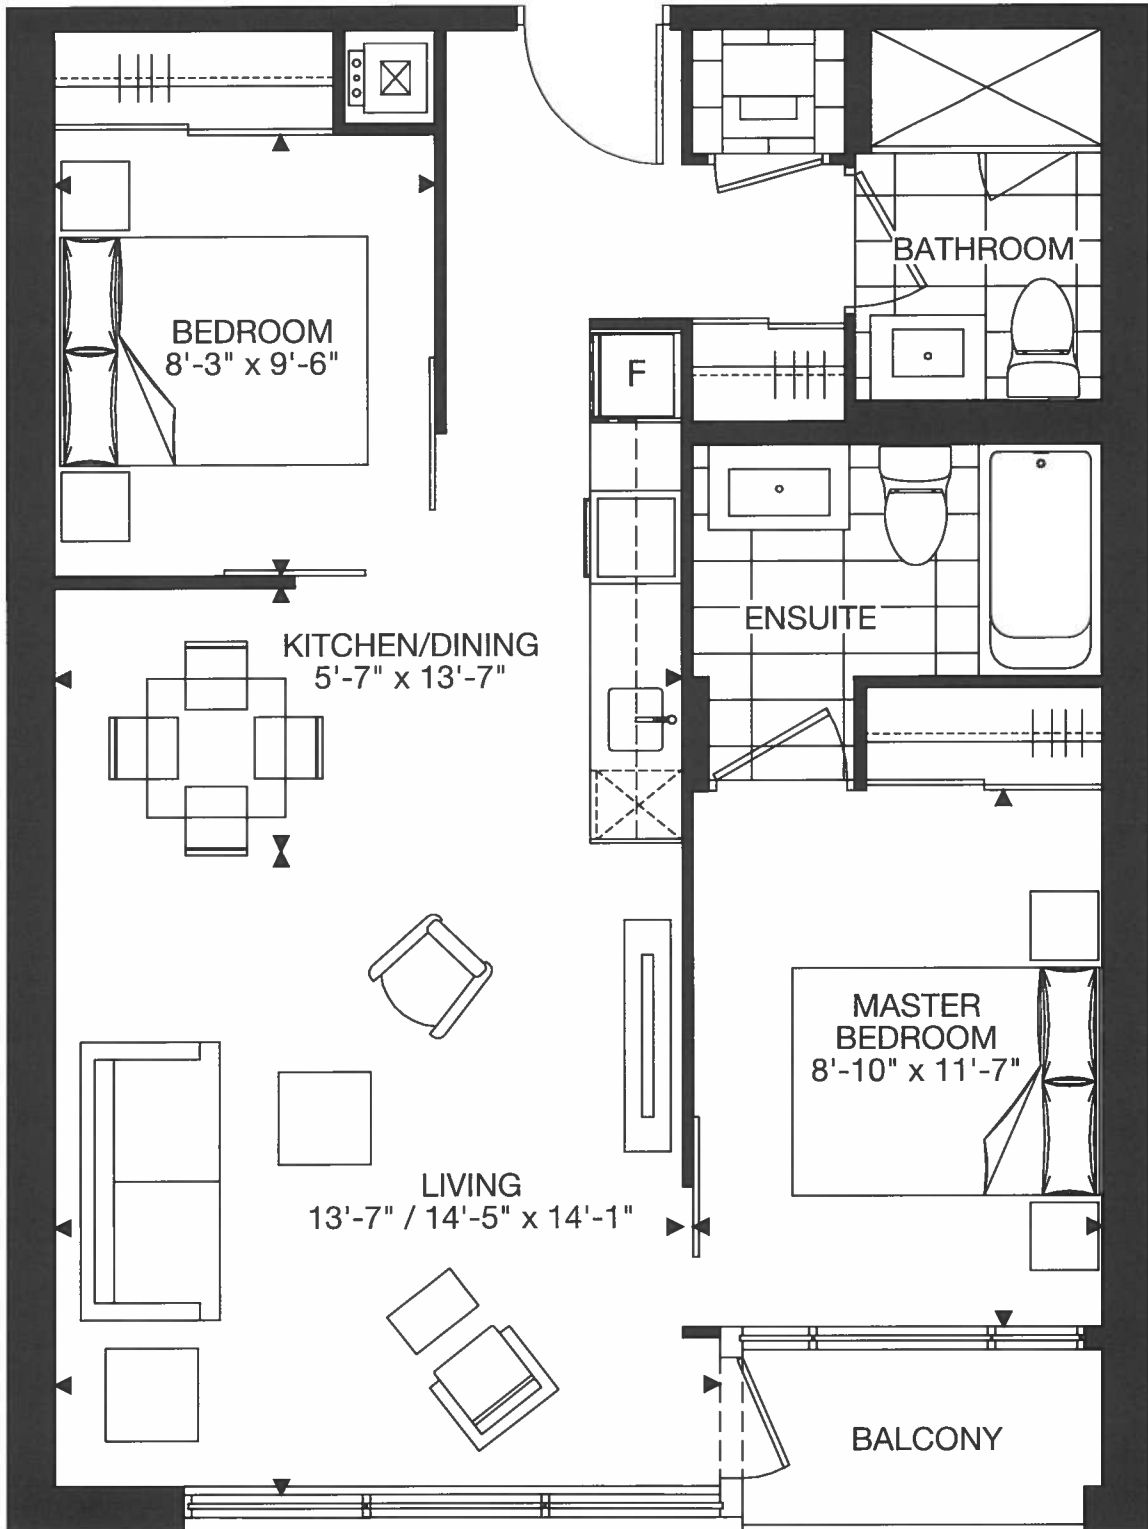 BATHROOM
BEDROOM
8'-3" x 9'-6"
F
ENSUITE
KITCHEN/DINING
5'-7" x 13'-7"
MASTER
BEDROOM
8'-10" x 11'-7"
LIVING
13'-7" / 14'-5" x 14'-1"
BALCONY